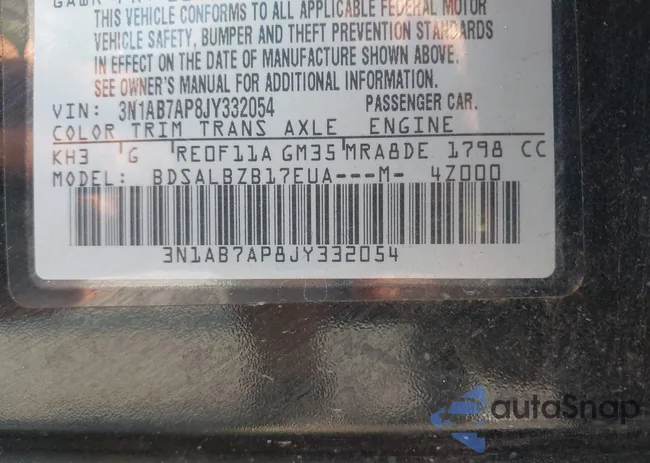 THIS VEHICLE CONFORMS TO ALL APPLICABLE FEDERAL MOTOR
VEHICLE SAFETY, BUMPER AND THEFT PREVENTION STANDARDS
IN EFFECT ON THE DATE OF MANUFACTURE SHOWN ABOVE.
SEE OWNER'S MANUAL FOR ADDITIONAL INFORMATION.
VIN: 3N1AB7AP8JY332054 PASSENGER CAR.
COLOR TRIM TRANS AXLE ENGINE
KH3 G RE0F11A GM35 MRA8DE 1798 CC
MODEL: BDSALBZB17EUA---M- 4Z000
3N1AB7AP8JY332054
autoSnap